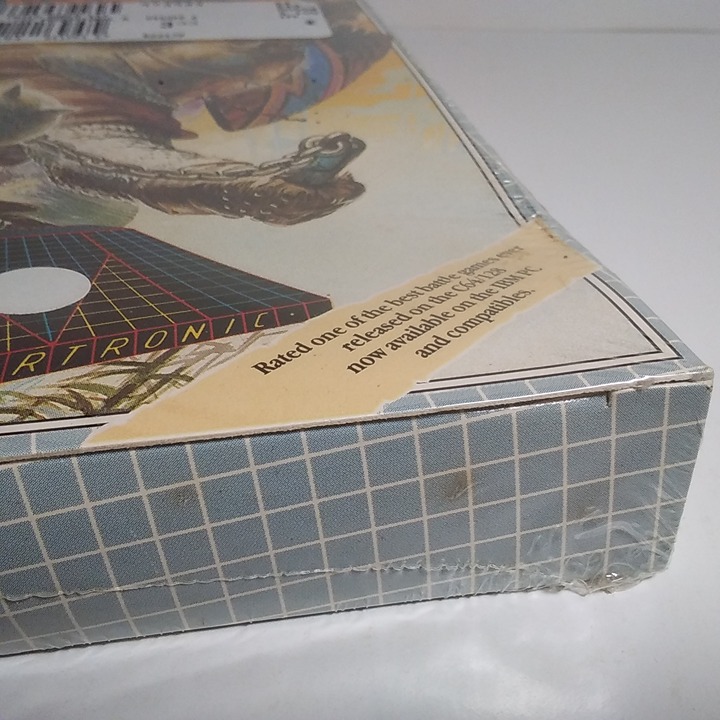 RTRONIC
Rated one of the best battle games ever
released on the C64/128
now available on the IBM PC
and compatibles.